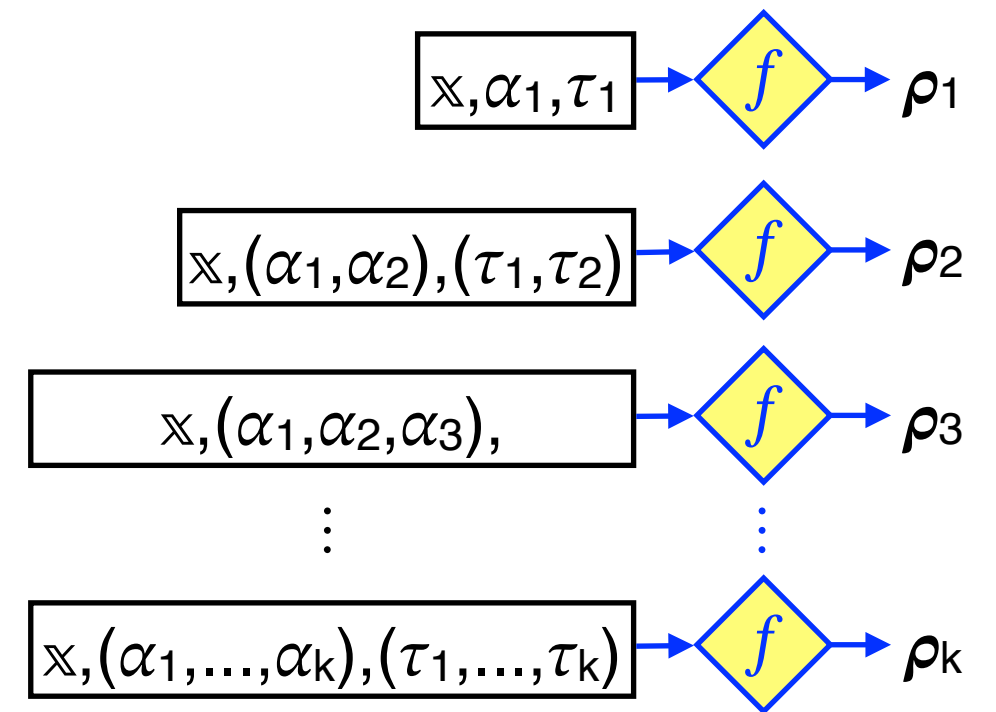 𝕩,α1,τ1 f ρ1
𝕩,(α1,α2),(τ1,τ2) f ρ2
𝕩,(α1,α2,α3), f ρ3
⋮ ⋮
𝕩,(α1,...,αk),(τ1,...,τk) f ρk